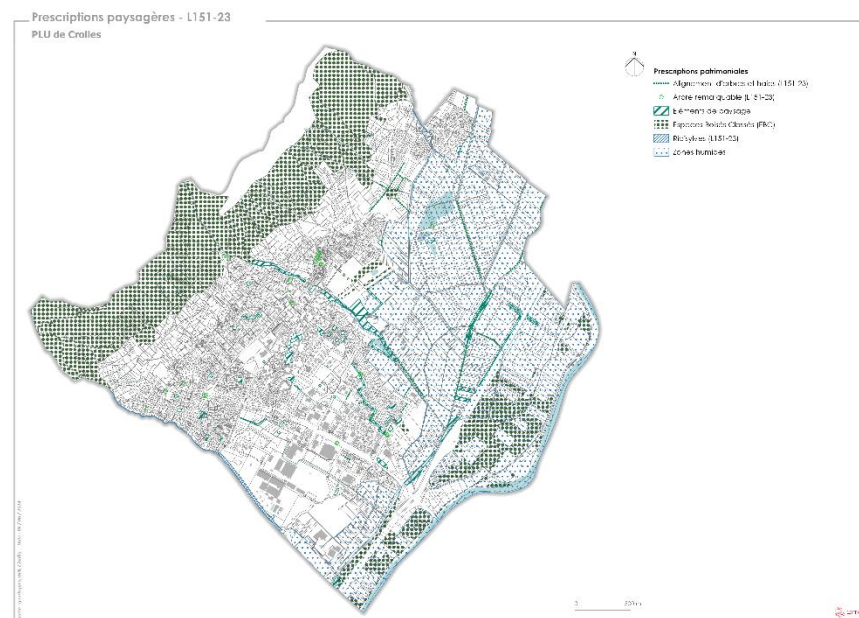 Prescriptions paysagères - L151-23
PLU de Crolles
N
Prescriptions patrimoniales
Alignement d'arbres et haies (L151-23)
Arbre remarquable (L151-23)
Eléments de paysage
Espaces Boisés Classés (EBC)
Ripisylves (L151-23)
Zones humides